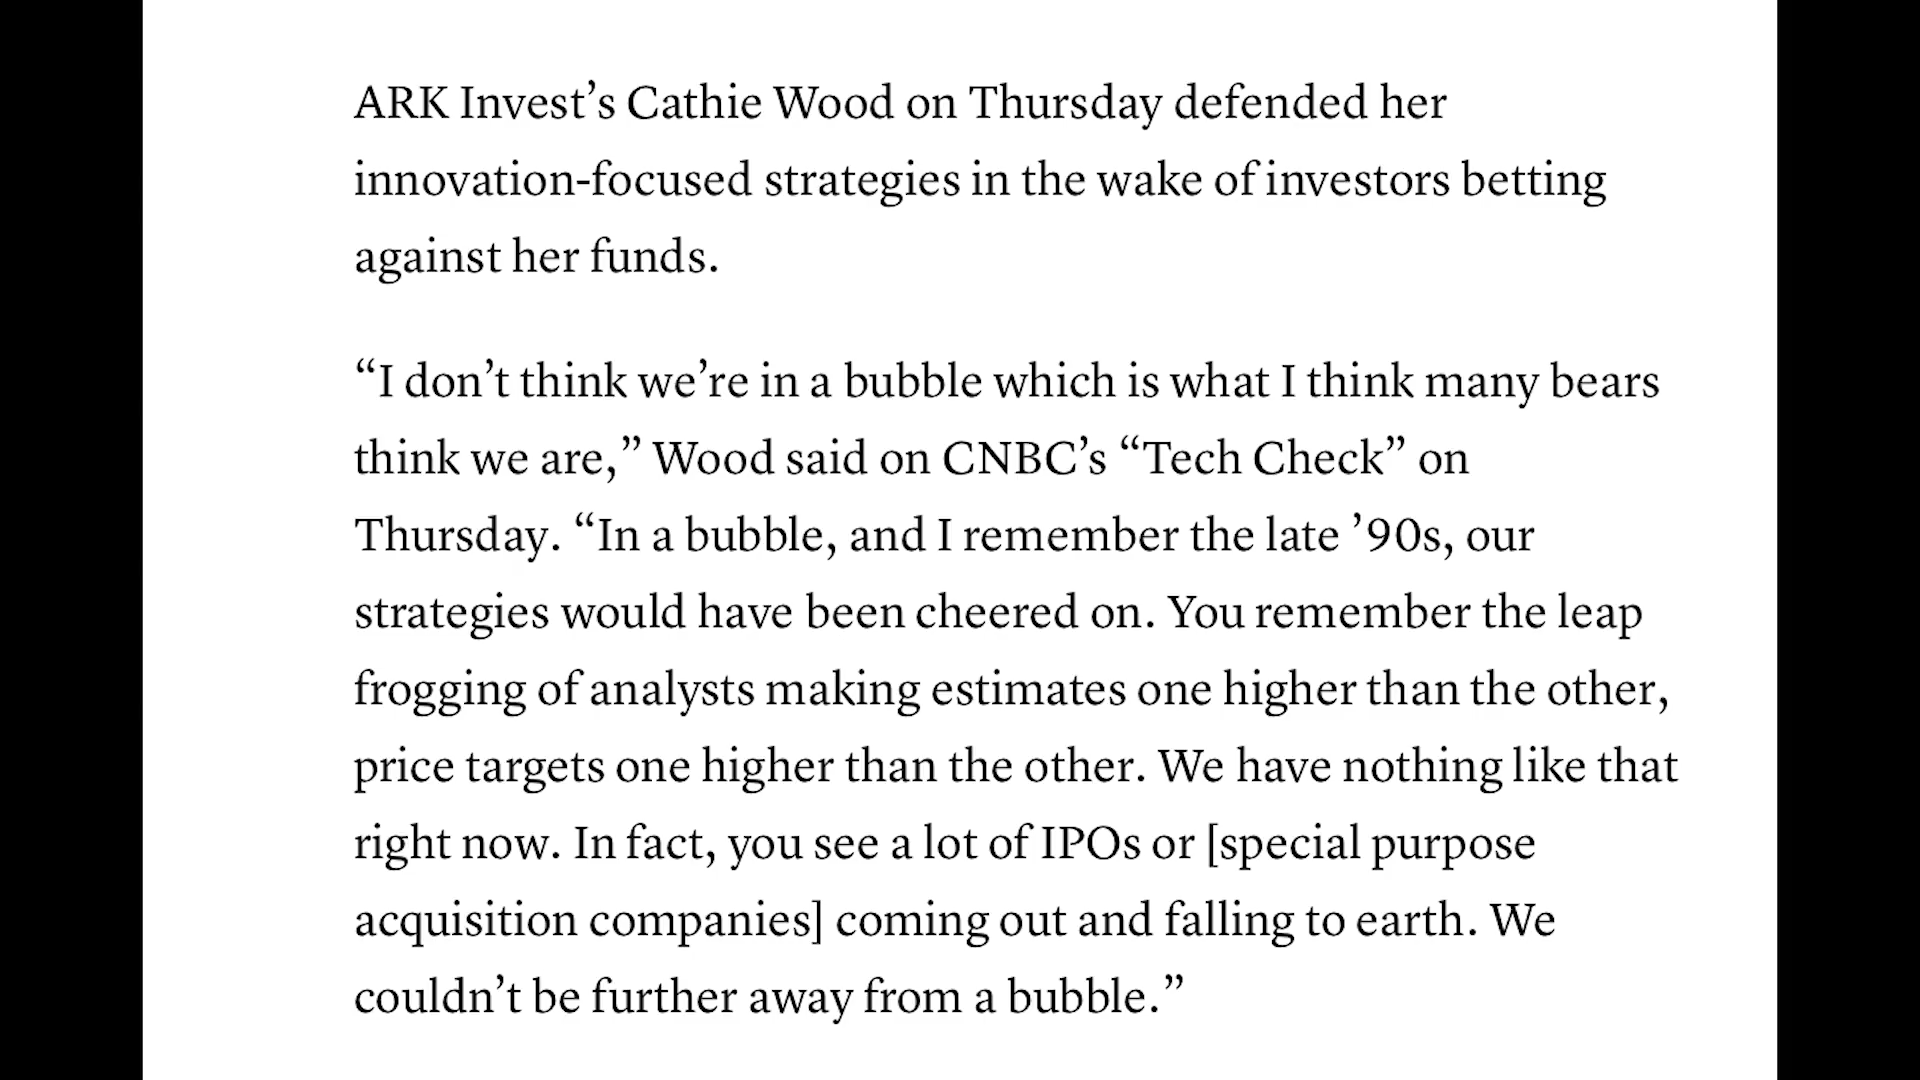 ARK Invest’s Cathie Wood on Thursday defended her
innovation-focused strategies in the wake of investors betting
against her funds.
“I don’t think we’re in a bubble which is what I think many bears
think we are,” Wood said on CNBC’s “Tech Check” on
Thursday. “In a bubble, and I remember the late ’90s, our
strategies would have been cheered on. You remember the leap
frogging of analysts making estimates one higher than the other,
price targets one higher than the other. We have nothing like that
right now. In fact, you see a lot of IPOs or [special purpose
acquisition companies] coming out and falling to earth. We
couldn’t be further away from a bubble.”